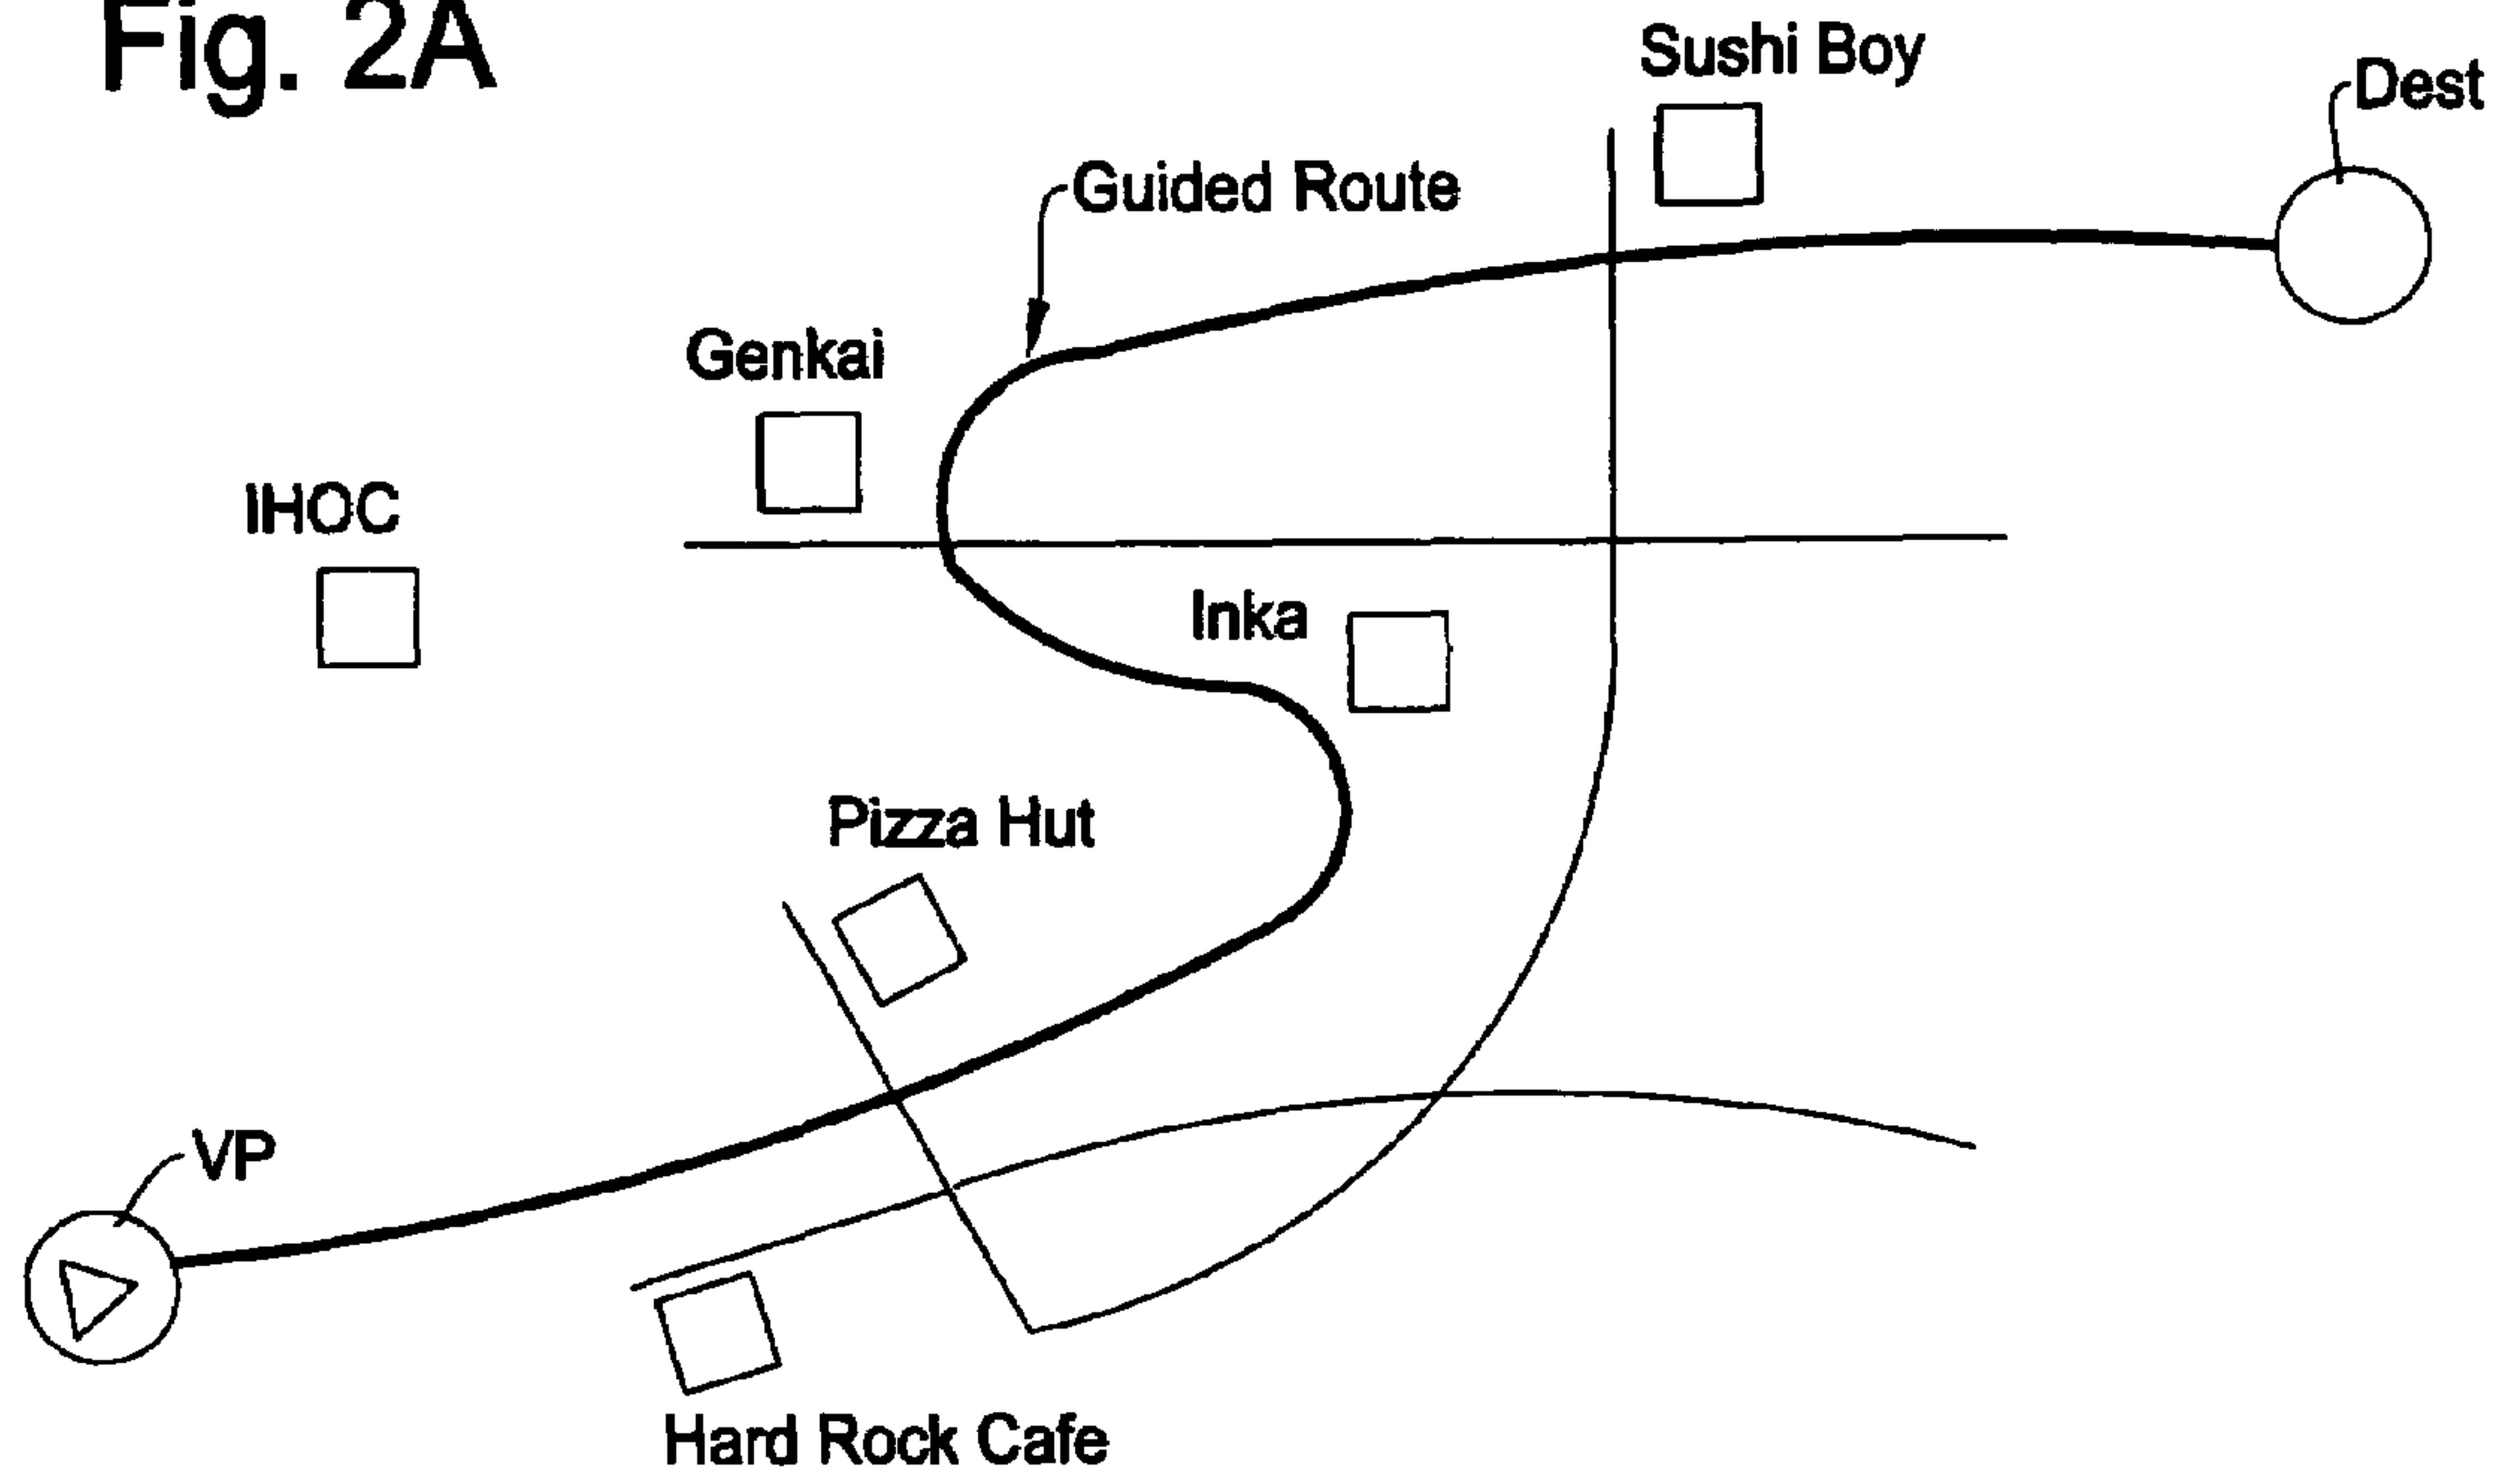 Fig. 2A
Sushi Boy
Dest
Guided Route
Genkai
IHOC
Inka
Pizza Hut
VP
Hard Rock Cafe